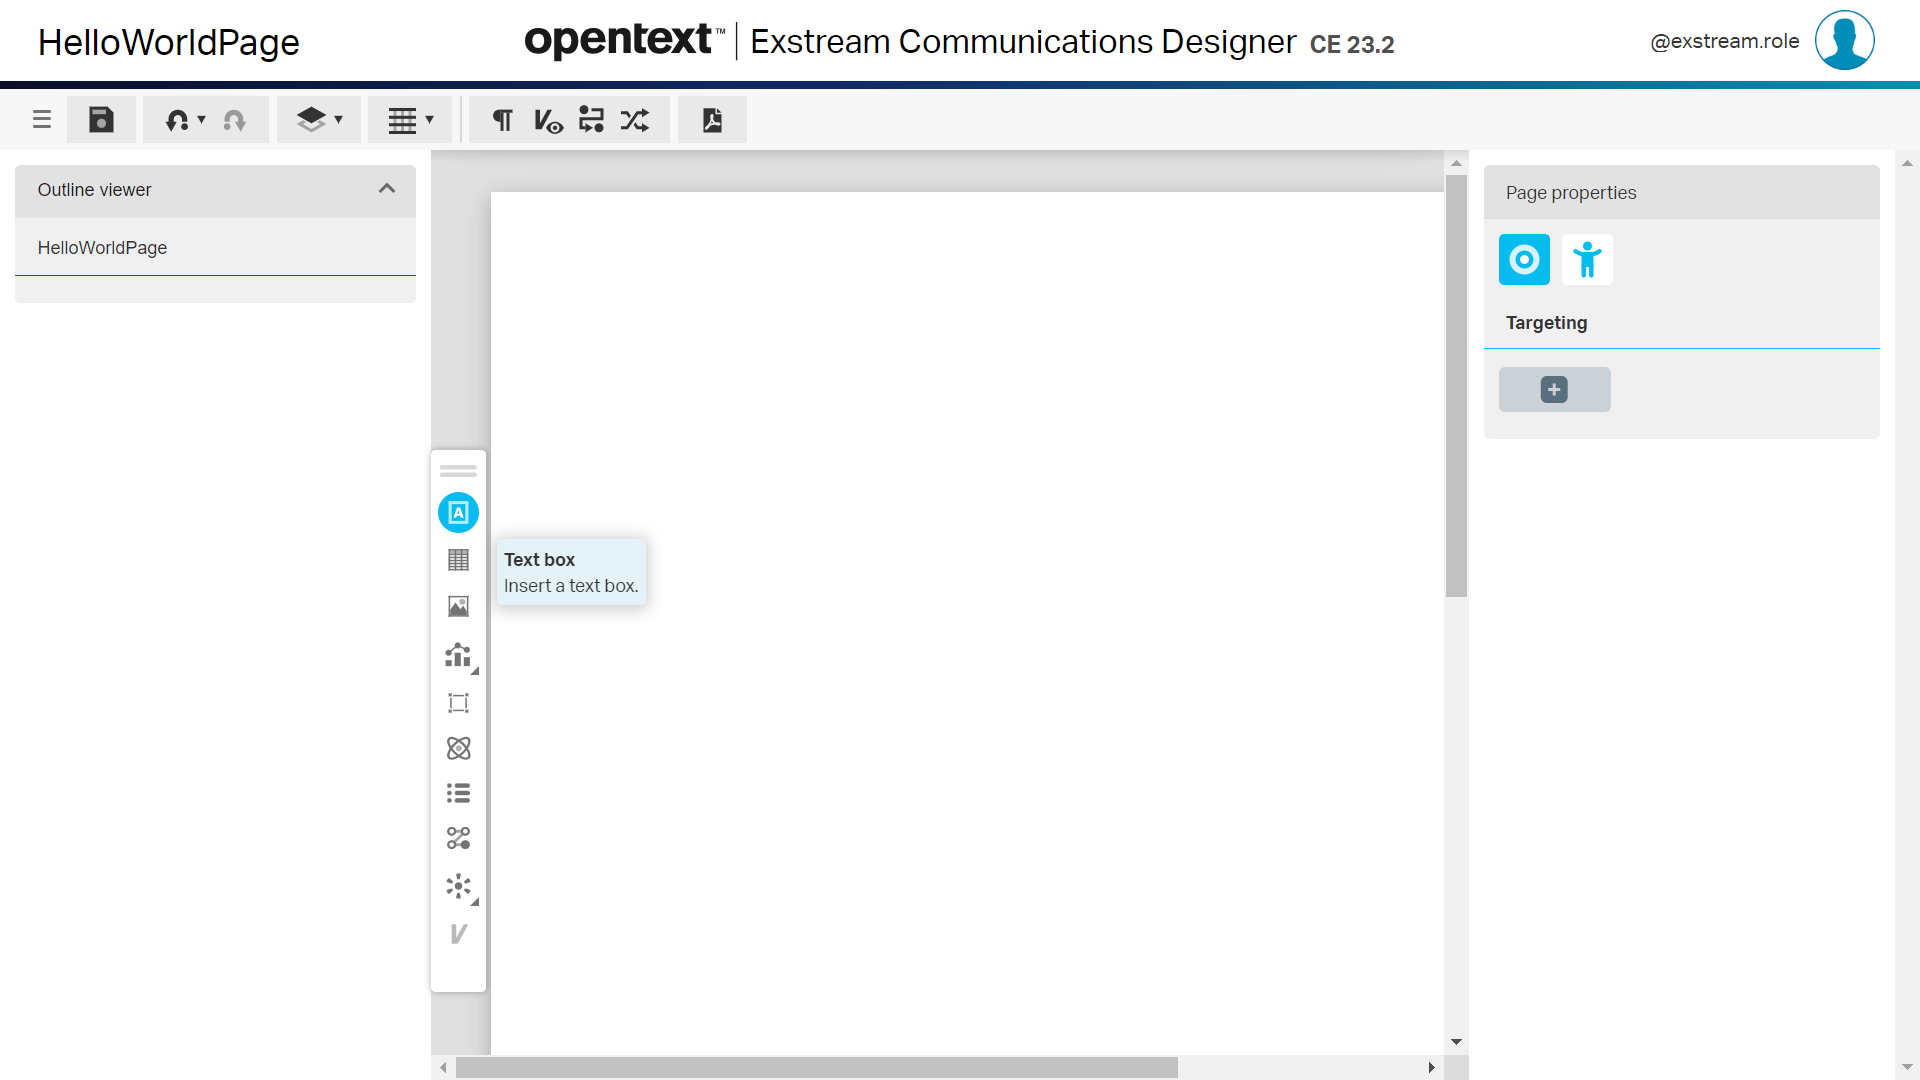 HelloWorldPage
opentext™ | Exstream Communications Designer CE 23.2
@exstream.role
Outline viewer
HelloWorldPage
Text box
Insert a text box.
Page properties
Targeting